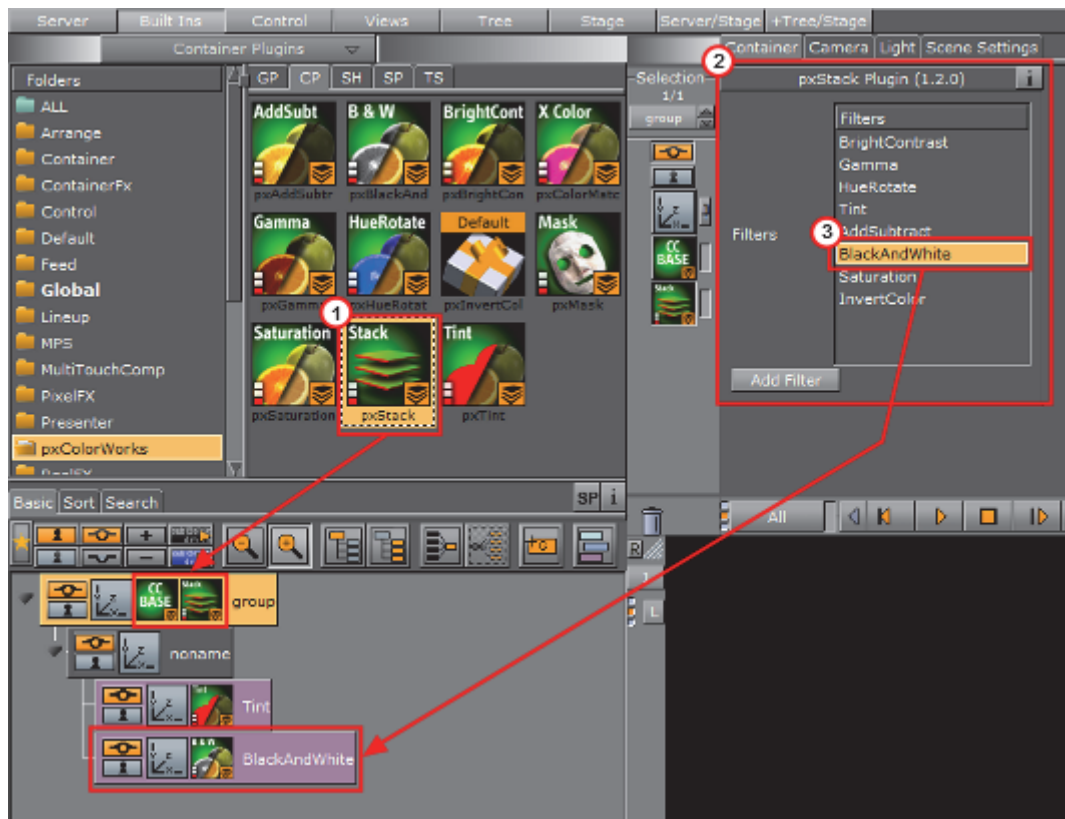 Server Built Ins Control Views Tree Stage Server/Stage +Tree/Stage
Container Plugins
Container Camera Light Scene Settings
Folders
ALL
Arrange
Container
ContainerFx
Control
Default
Feed
Global
Lineup
MPS
MultiTouchComp
PixelFX
Presenter
pxColorWorks
GP CP SH SP TS
AddSubt B & W BrightCont X Color
pxAddSubtr pxBlackAnd pxBrightCon pxColorMatc
Gamma HueRotate Default Mask
pxGamma pxHueRotat pxInvertCol pxMask
1
Saturation Stack Tint
pxSaturation pxStack pxTint
Selection
1/1
group
CC BASE
Stack
2
pxStack Plugin (1.2.0) i
Filters
Filters
BrightContrast
Gamma
HueRotate
Tint
AddSubtract
3
BlackAndWhite
Saturation
InvertColor
Add Filter
Basic Sort Search
SP i
All
R
1
L
CC BASE Stack group
noname
Tint Tint
B & W BlackAndWhite